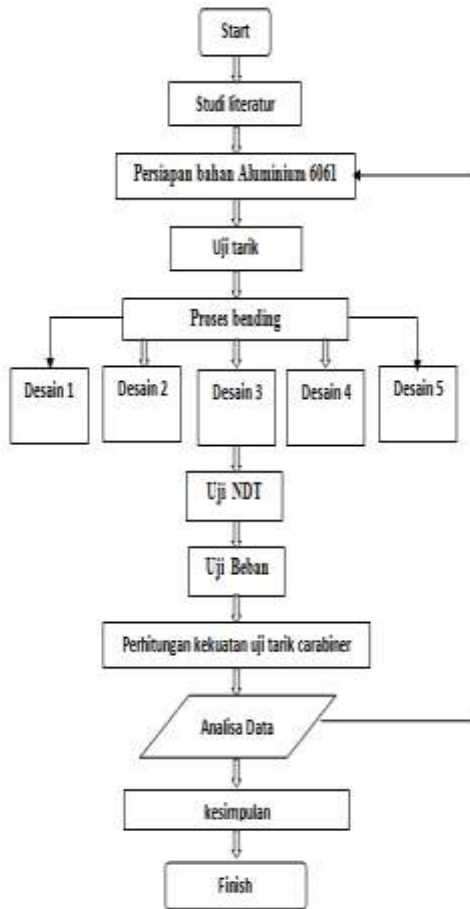 Start
Studi literatur
Persiapan bahan Aluminium 6061
Uji tarik
Proses bending
Desain 1
Desain 2
Desain 3
Desain 4
Desain 5
Uji NDT
Uji Beban
Perhitungan kekuatan uji tarik carabiner
Analisa Data
kesimpulan
Finish